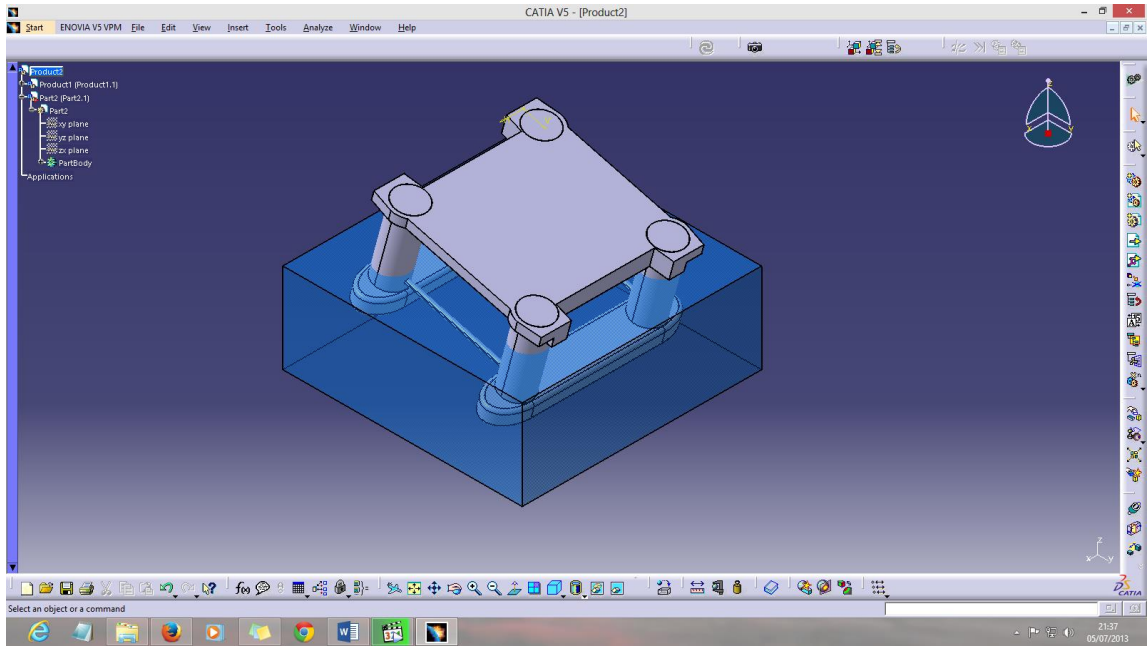 CATIA V5 - [Product2]
Start ENOVIA V5 VPM File Edit View Insert Tools Analyze Window Help
Product2
Product1 (Product1.1)
Part2 (Part2.1)
Part2
xy plane
yz plane
zx plane
PartBody
Applications
z
x y
z
x y
f(x)
CATIA
Select an object or a command
21:37
05/07/2013